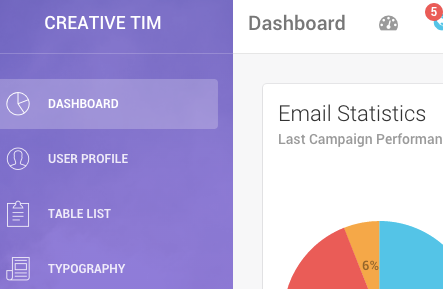 CREATIVE TIM
DASHBOARD
USER PROFILE
TABLE LIST
TYPOGRAPHY
Dashboard
5
Email Statistics
Last Campaign Performan
6%